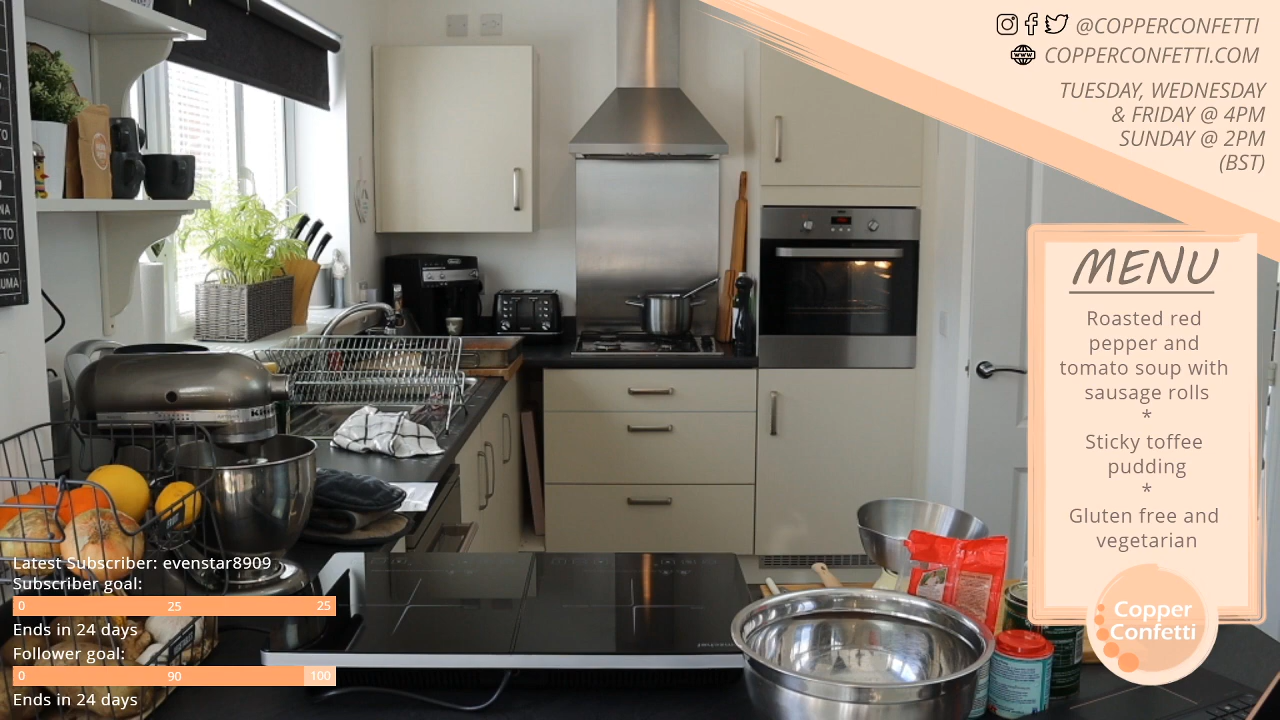 @COPPERCONFETTI
COPPERCONFETTI.COM
TUESDAY, WEDNESDAY
& FRIDAY @ 4PM
SUNDAY @ 2PM
(BST)
MENU
Roasted red
pepper and
tomato soup with
sausage rolls
*
Sticky toffee
pudding
*
Gluten free and
vegetarian
Copper
Confetti
Latest Subscriber: evenstar8909
Subscriber goal:
0 25 25
Ends in 24 days
Follower goal:
0 90 100
Ends in 24 days